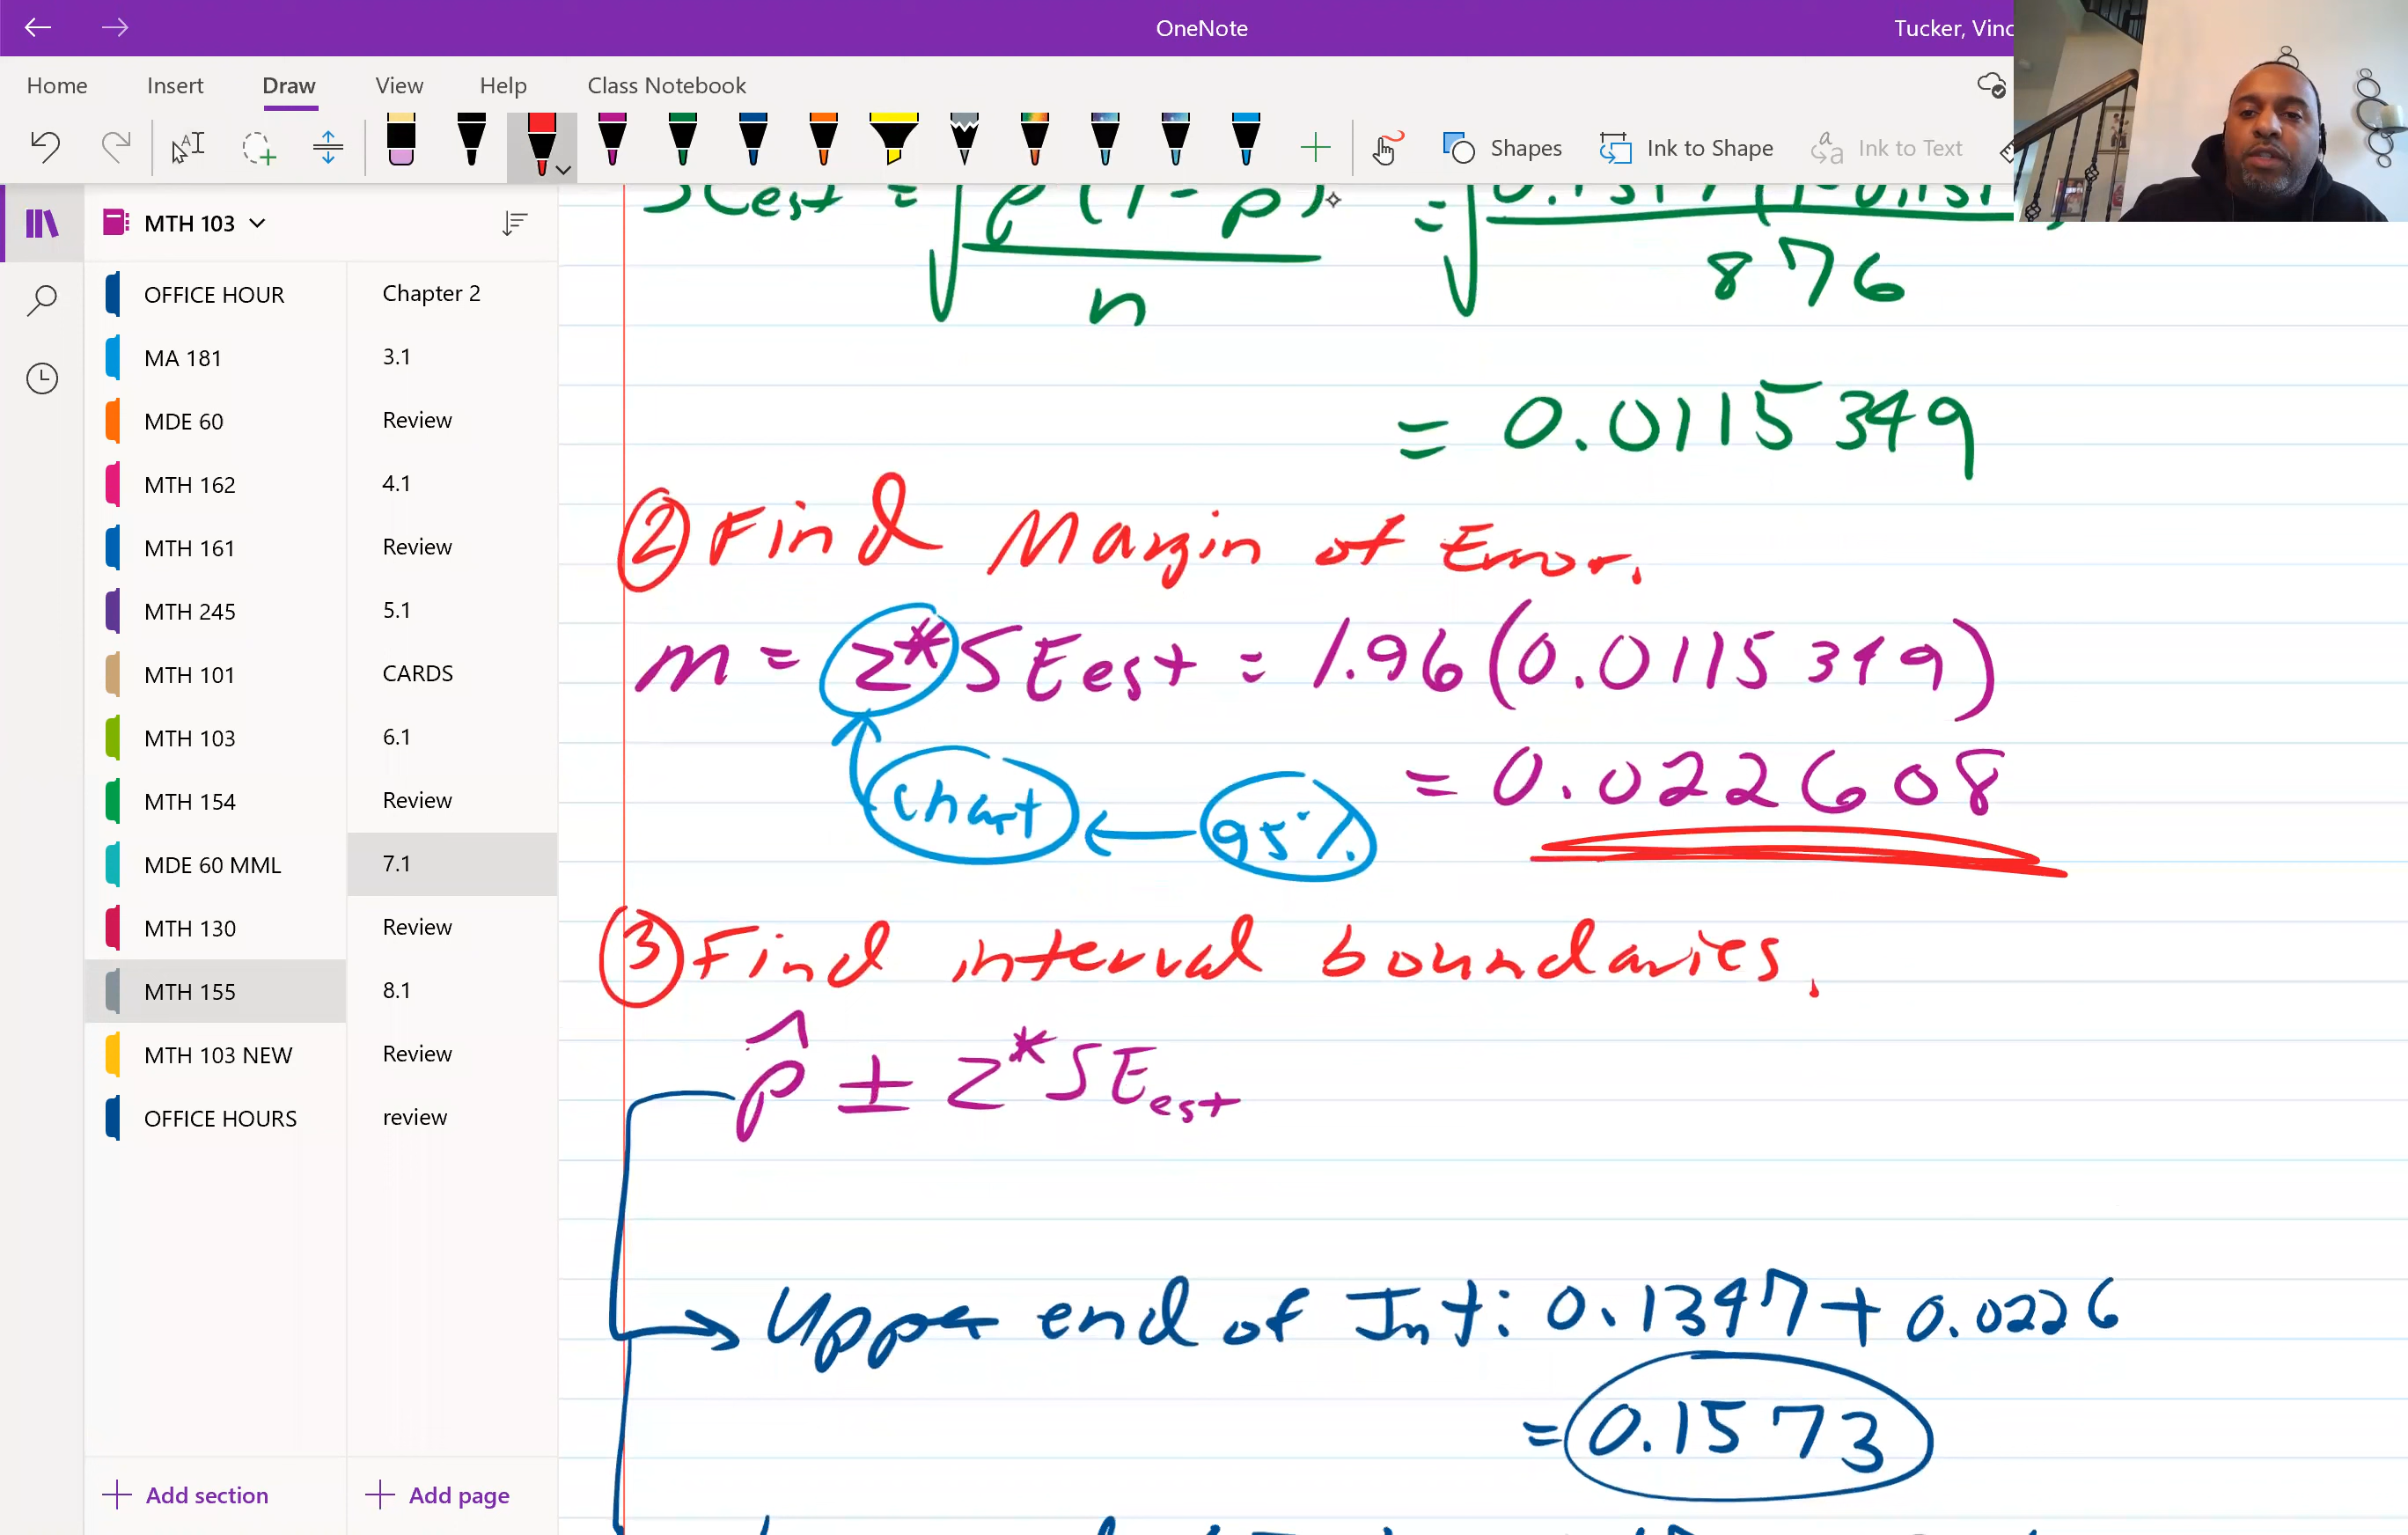 OneNote
Tucker, Vinc
Home Insert Draw View Help Class Notebook
Shapes Ink to Shape Ink to Text
MTH 103
OFFICE HOUR
MA 181
MDE 60
MTH 162
MTH 161
MTH 245
MTH 101
MTH 103
MTH 154
MDE 60 MML
MTH 130
MTH 155
MTH 103 NEW
OFFICE HOURS
Add section
Chapter 2
3.1
Review
4.1
Review
5.1
CARDS
6.1
Review
7.1
Review
8.1
Review
review
Add page
n
876
= 0.0115349
② Find Margin of Error.
m = z* SEest = 1.96 (0.0115349)
chart ← 95%
= 0.022608
③ Find interval boundaries.
p̂ ± z* SEest
→ Upper end of Int: 0.1347 + 0.0226
= 0.1573